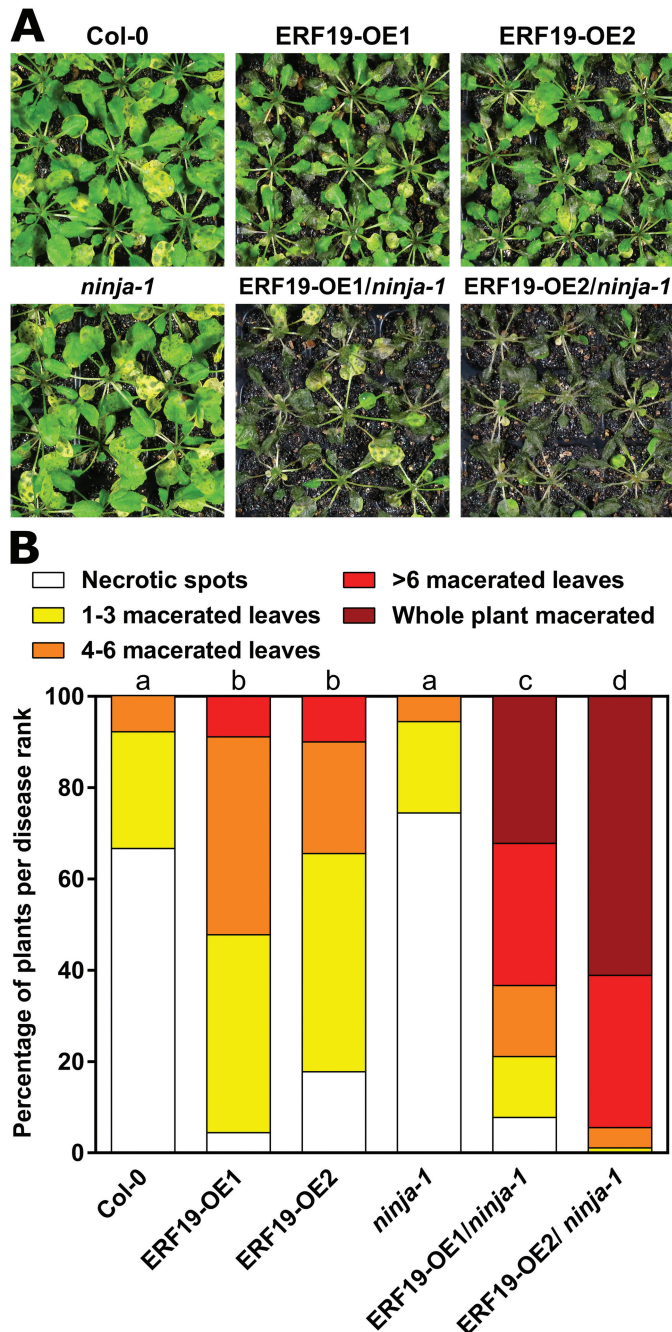 A
Col-0 ERF19-OE1 ERF19-OE2
ninja-1 ERF19-OE1/ninja-1 ERF19-OE2/ninja-1
B
Necrotic spots >6 macerated leaves
1-3 macerated leaves Whole plant macerated
4-6 macerated leaves
Percentage of plants per disease rank
a b b a c d
100
80
60
40
20
0
Col-0
ERF19-OE1
ERF19-OE2
ninja-1
ERF19-OE1/ninja-1
ERF19-OE2/ ninja-1